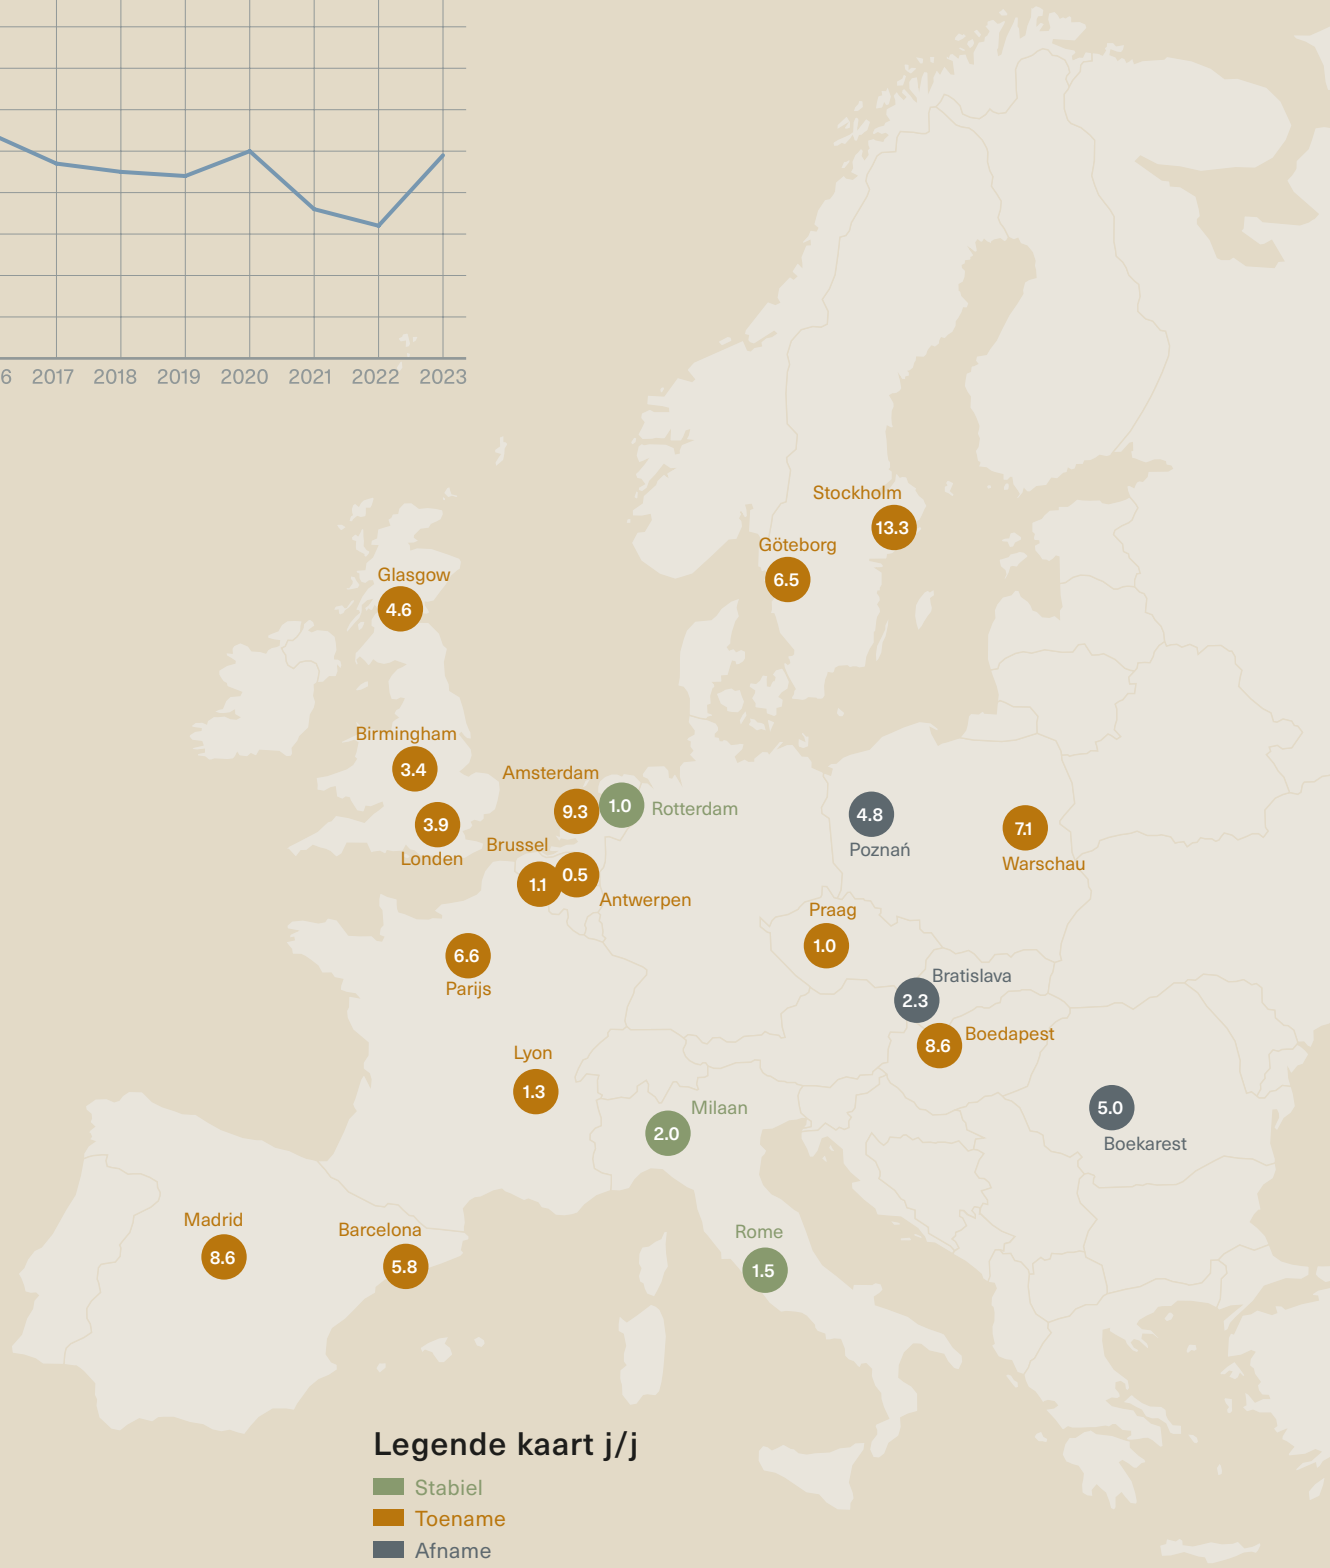 6 2017 2018 2019 2020 2021 2022 2023
Stockholm
13.3
Göteborg
6.5
Glasgow
4.6
Birmingham
3.4
Amsterdam
9.3
1.0
Rotterdam
3.9
Londen
Brussel
1.1
0.5
Antwerpen
4.8
Poznań
7.1
Warschau
Praag
1.0
6.6
Parijs
Bratislava
2.3
Boedapest
8.6
Lyon
1.3
Milaan
2.0
5.0
Boekarest
Madrid
8.6
Barcelona
5.8
Rome
1.5
Legende kaart j/j
Stabiel
Toename
Afname